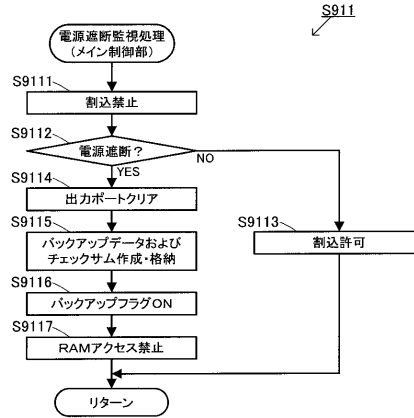 S911
電源遮断監視処理
(メイン制御部)
S9111
割込禁止
S9112
電源遮断？
NO
YES
S9114
出力ポートクリア
S9113
割込許可
S9115
バックアップデータおよび
チェックサム作成・格納
S9116
バックアップフラグON
S9117
RAMアクセス禁止
リターン